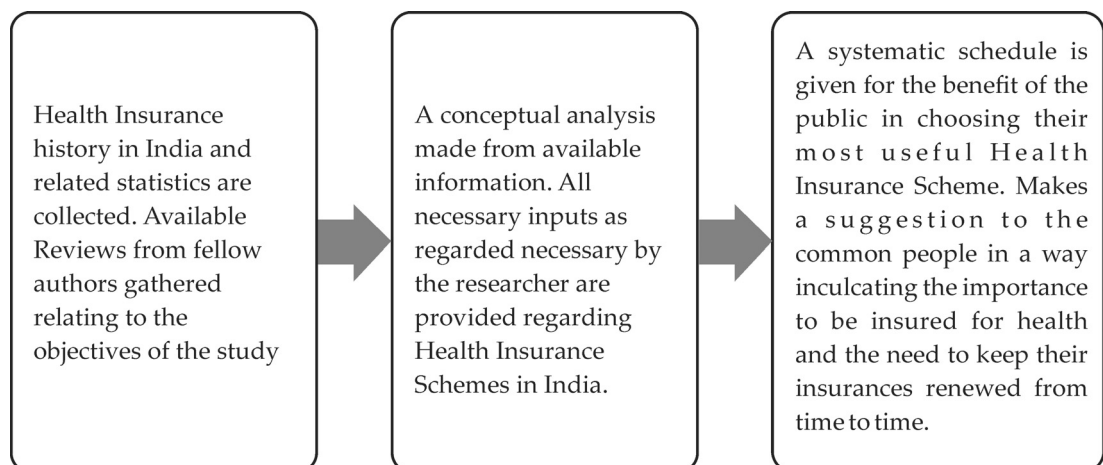 Health Insurance
history in India and
related statistics are
collected. Available
Reviews from fellow
authors gathered
relating to the
objectives of the study
A conceptual analysis
made from available
information. All
necessary inputs as
regarded necessary by
the researcher are
provided regarding
Health Insurance
Schemes in India.
A systematic schedule is
given for the benefit of the
public in choosing their
most useful Health
Insurance Scheme. Makes
a suggestion to the
common people in a way
inculcating the importance
to be insured for health
and the need to keep their
insurances renewed from
time to time.